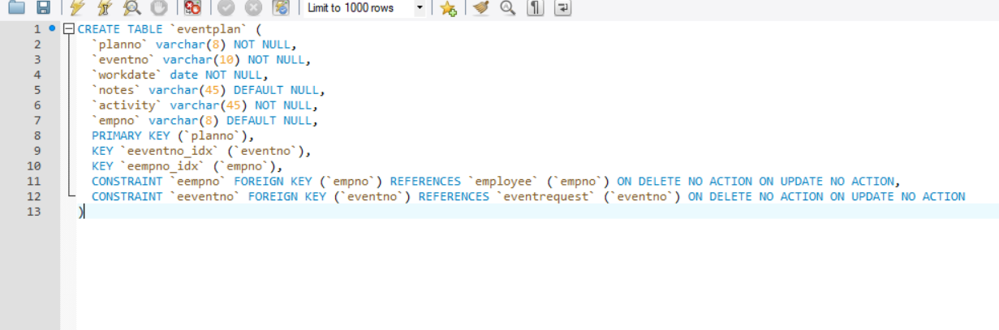 Limit to 1000 rows
1 CREATE TABLE `eventplan` (
2 `planno` varchar(8) NOT NULL,
3 `eventno` varchar(10) NOT NULL,
4 `workdate` date NOT NULL,
5 `notes` varchar(45) DEFAULT NULL,
6 `activity` varchar(45) NOT NULL,
7 `empno` varchar(8) DEFAULT NULL,
8 PRIMARY KEY (`planno`),
9 KEY `eeventno_idx` (`eventno`),
10 KEY `eempno_idx` (`empno`),
11 CONSTRAINT `eempno` FOREIGN KEY (`empno`) REFERENCES `employee` (`empno`) ON DELETE NO ACTION ON UPDATE NO ACTION,
12 CONSTRAINT `eeventno` FOREIGN KEY (`eventno`) REFERENCES `eventrequest` (`eventno`) ON DELETE NO ACTION ON UPDATE NO ACTION
13 )